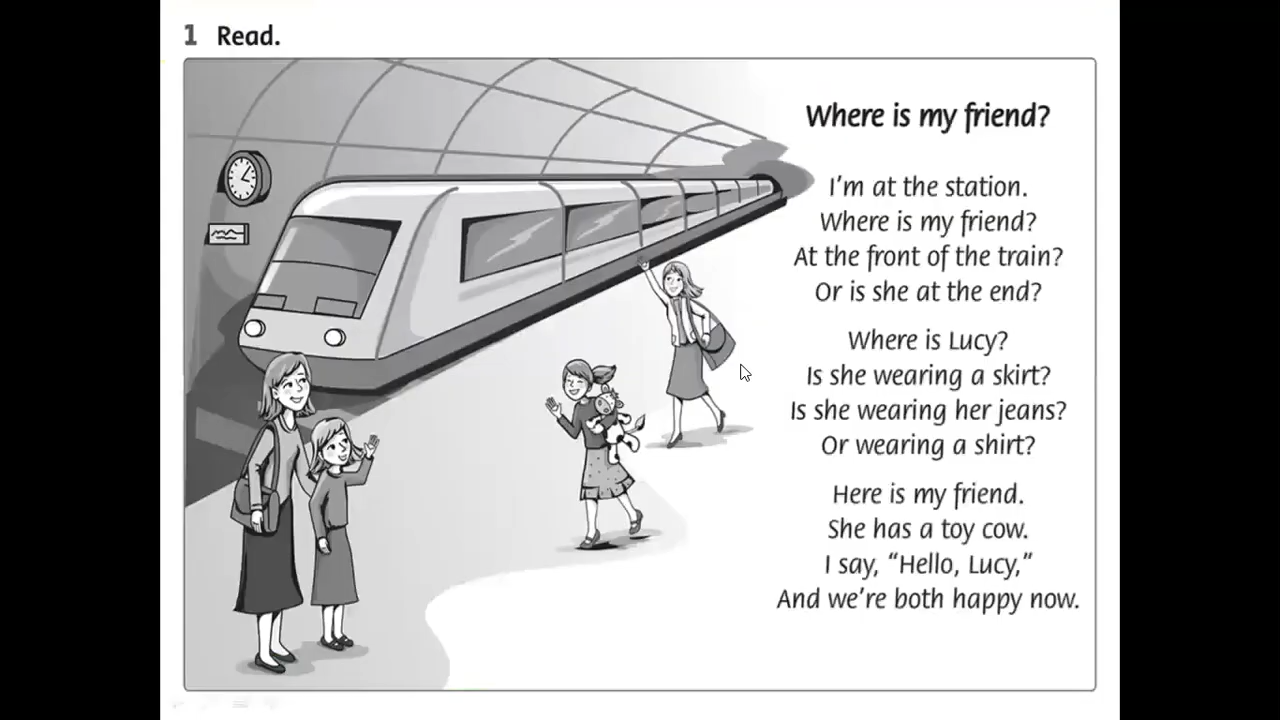 1 Read.
Where is my friend?
I'm at the station.
Where is my friend?
At the front of the train?
Or is she at the end?
Where is Lucy?
Is she wearing a skirt?
Is she wearing her jeans?
Or wearing a shirt?
Here is my friend.
She has a toy cow.
I say, “Hello, Lucy,”
And we're both happy now.